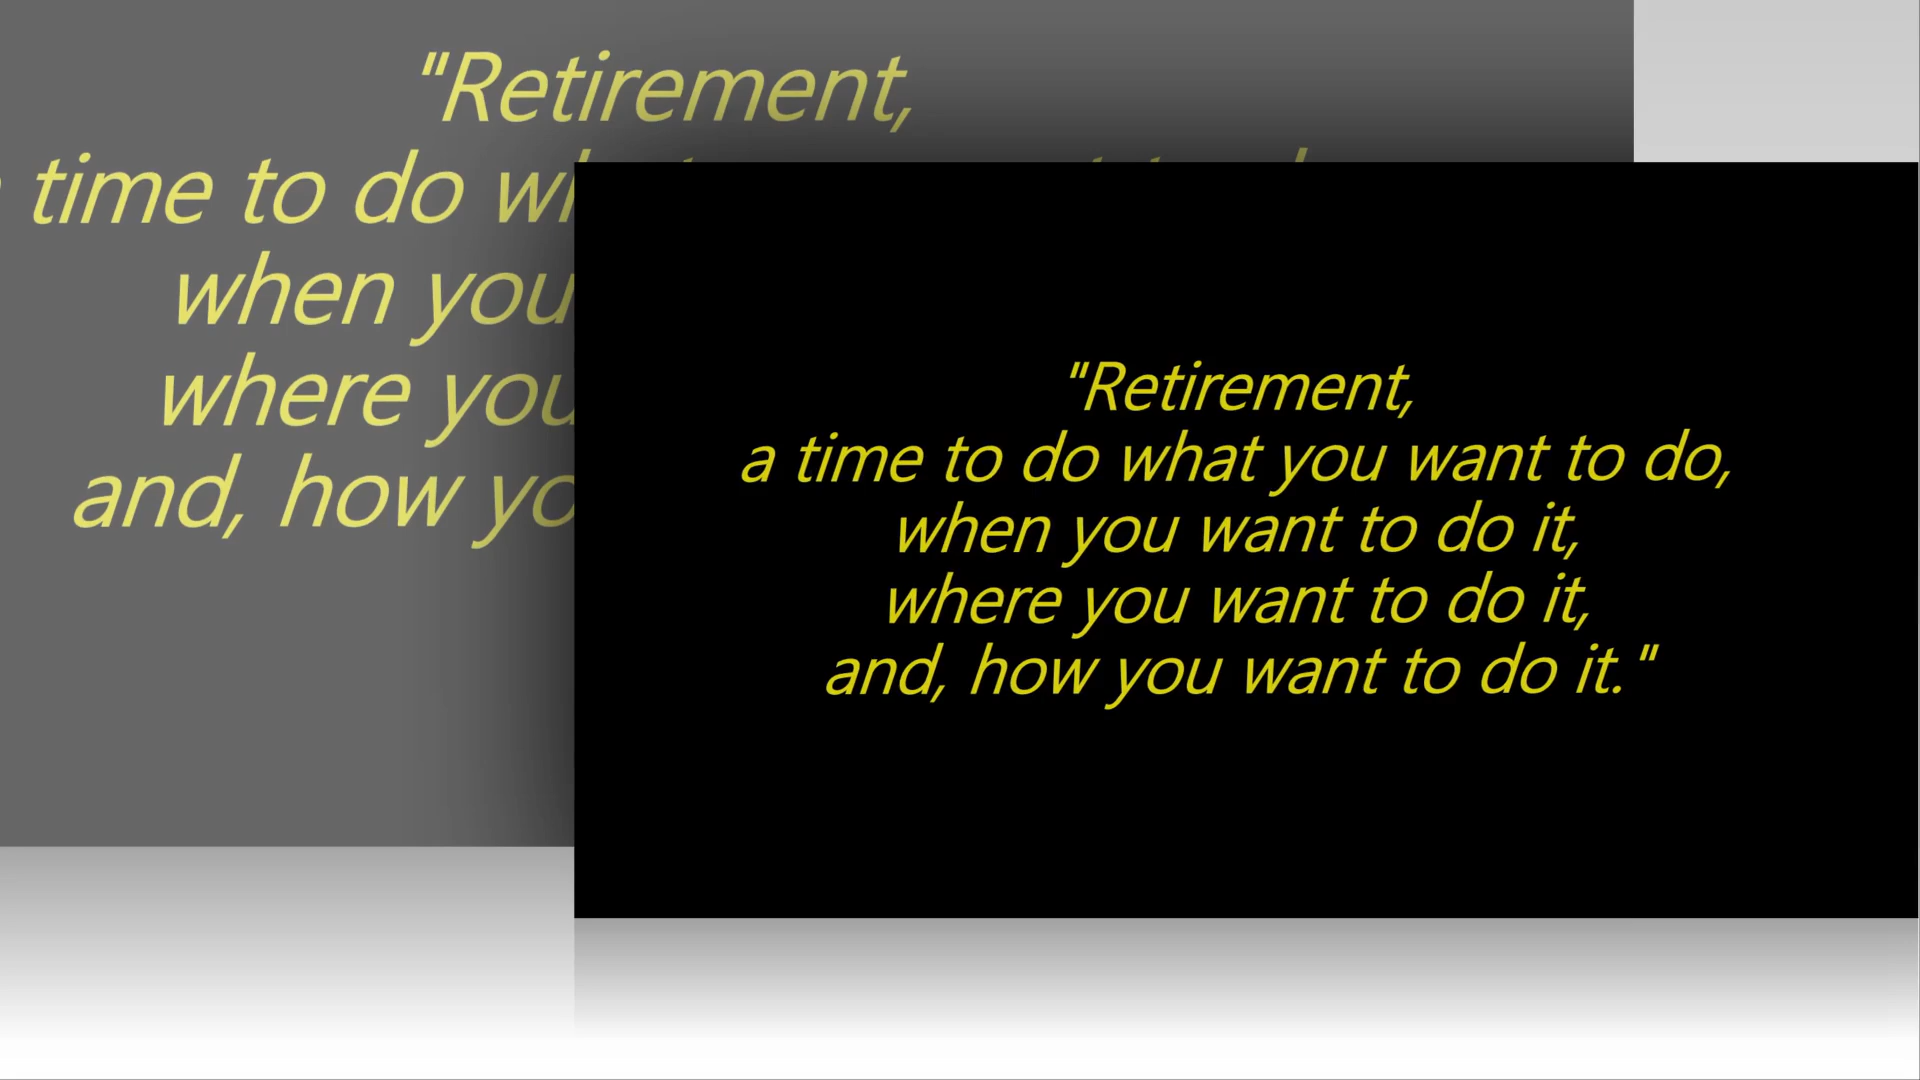 "Retirement,
time to do
when you
where you
and, how
"Retirement,
a time to do what you want to do,
when you want to do it,
where you want to do it,
and, how you want to do it."